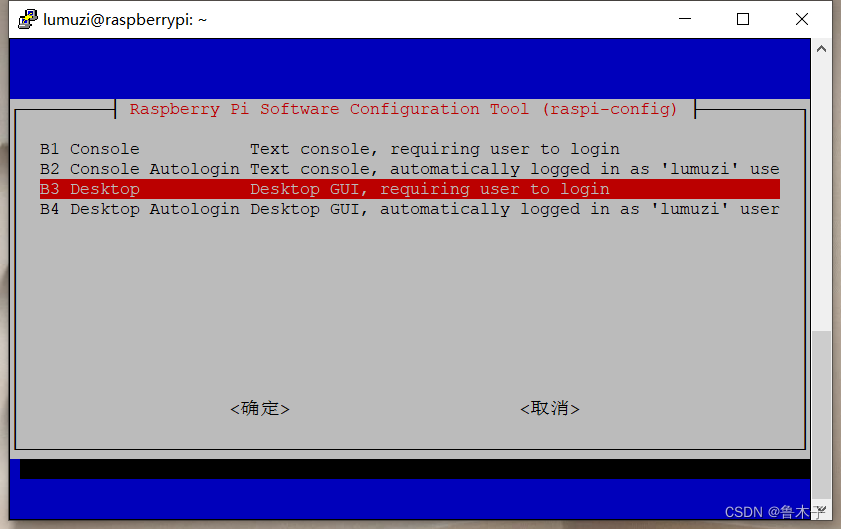 lumuzi@raspberrypi: ~
Raspberry Pi Software Configuration Tool (raspi-config)
B1 Console Text console, requiring user to login
B2 Console Autologin Text console, automatically logged in as 'lumuzi' use
B3 Desktop Desktop GUI, requiring user to login
B4 Desktop Autologin Desktop GUI, automatically logged in as 'lumuzi' user
<确定> <取消>
CSDN @鲁木子